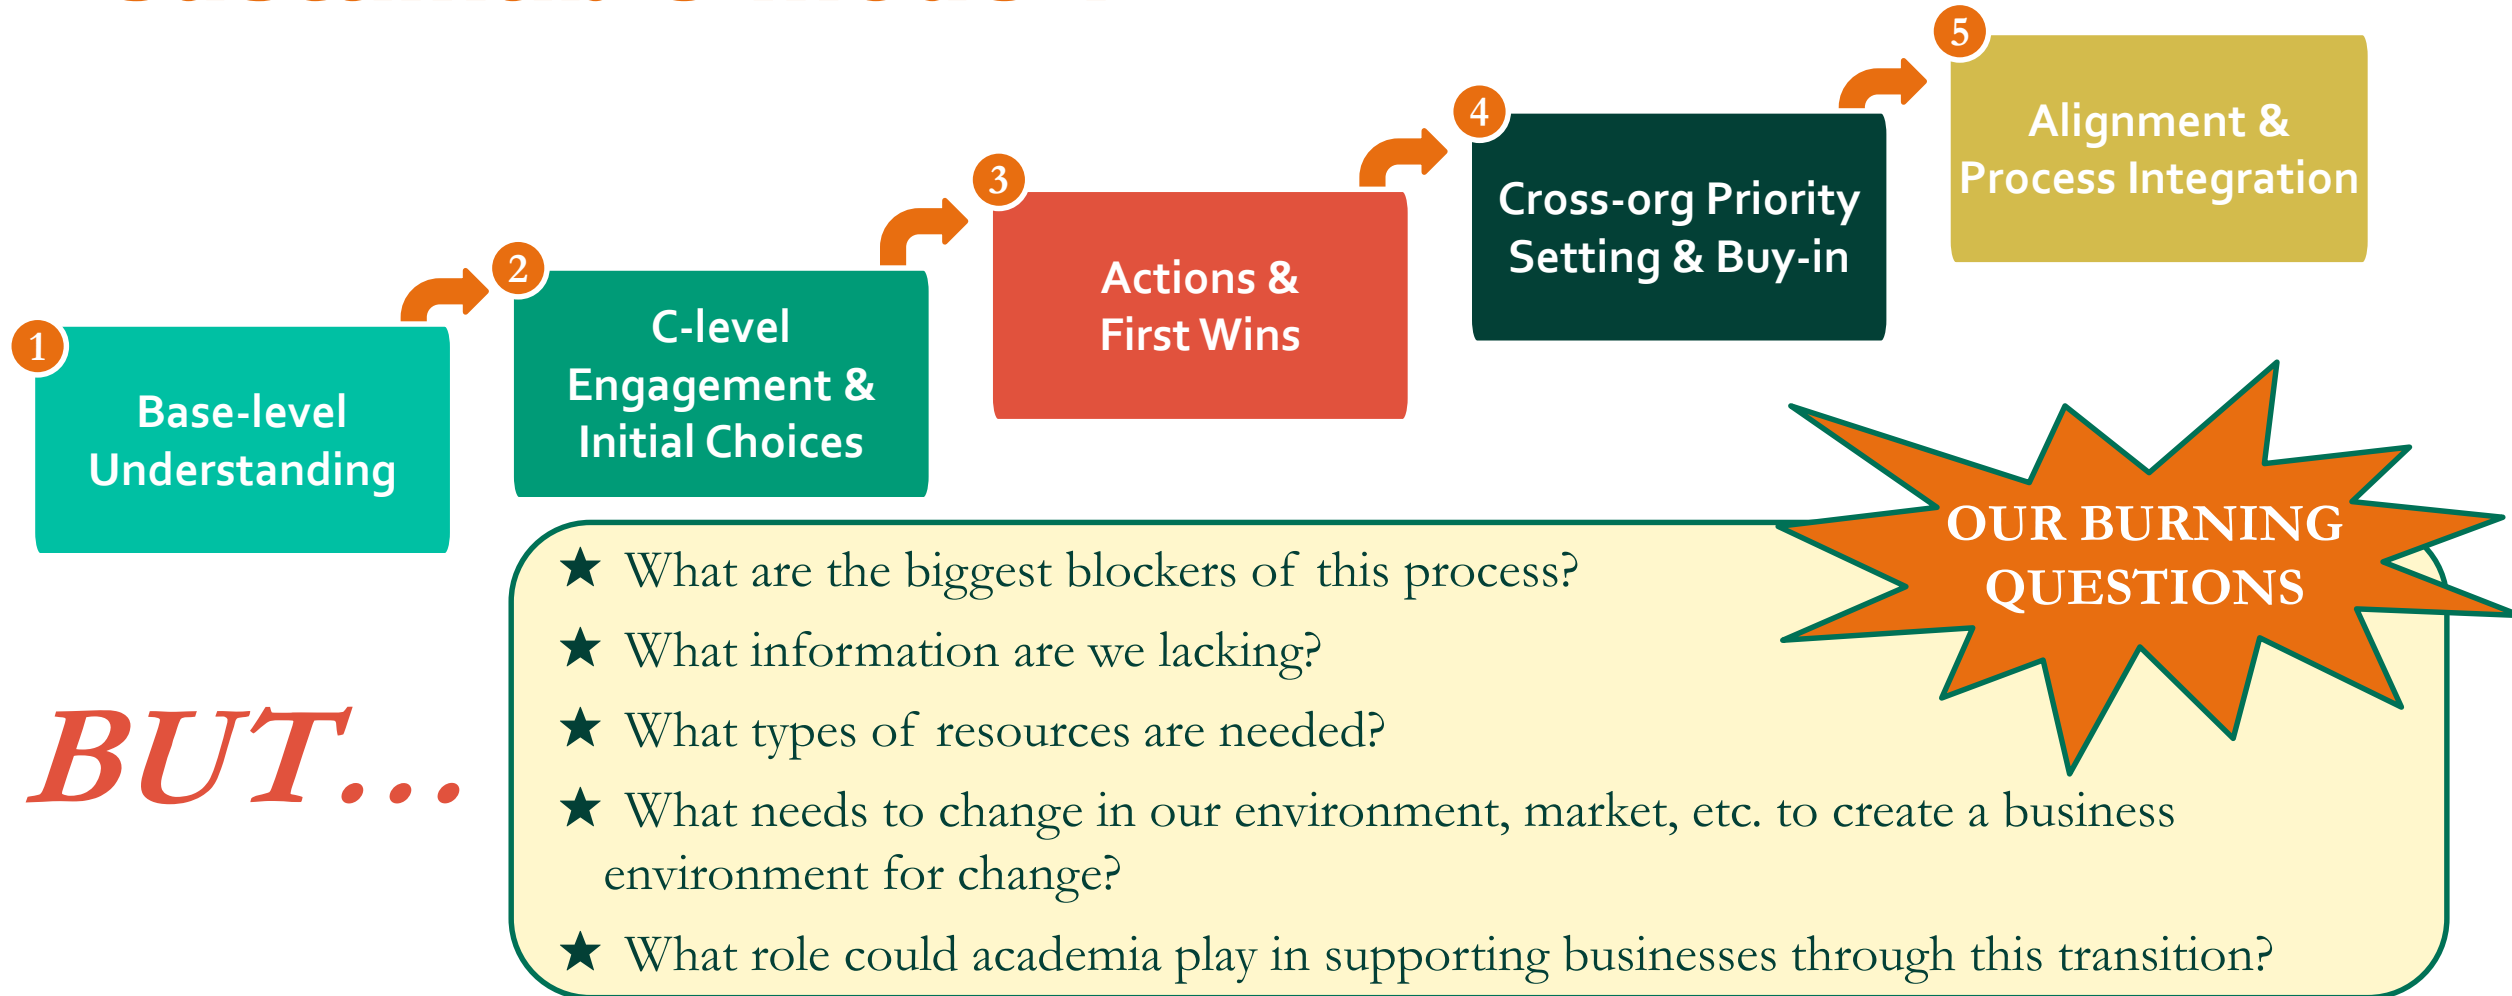 1
Base-level
Understanding
2
C-level
Engagement &
Initial Choices
3
Actions &
First Wins
4
Cross-org Priority
Setting & Buy-in
5
Alignment &
Process Integration
BUT...
OUR BURNING
QUESTIONS
★ What are the biggest blockers of this process?
★ What information are we lacking?
★ What types of resources are needed?
★ What needs to change in our environment, market, etc. to create a business
environment for change?
★ What role could academia play in supporting businesses through this transition?